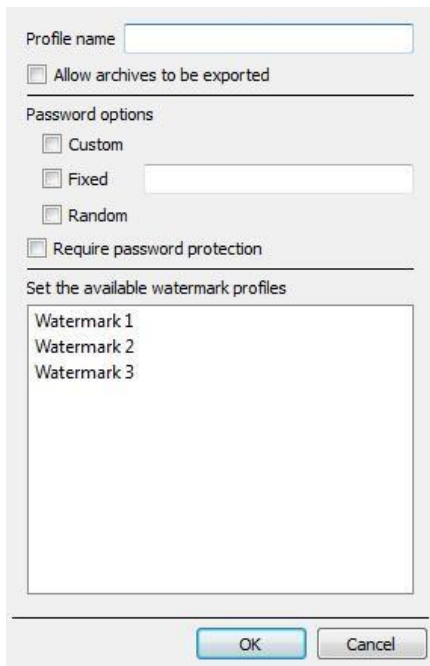 Profile name
Allow archives to be exported
Password options
Custom
Fixed
Random
Require password protection
Set the available watermark profiles
Watermark 1
Watermark 2
Watermark 3
OK Cancel